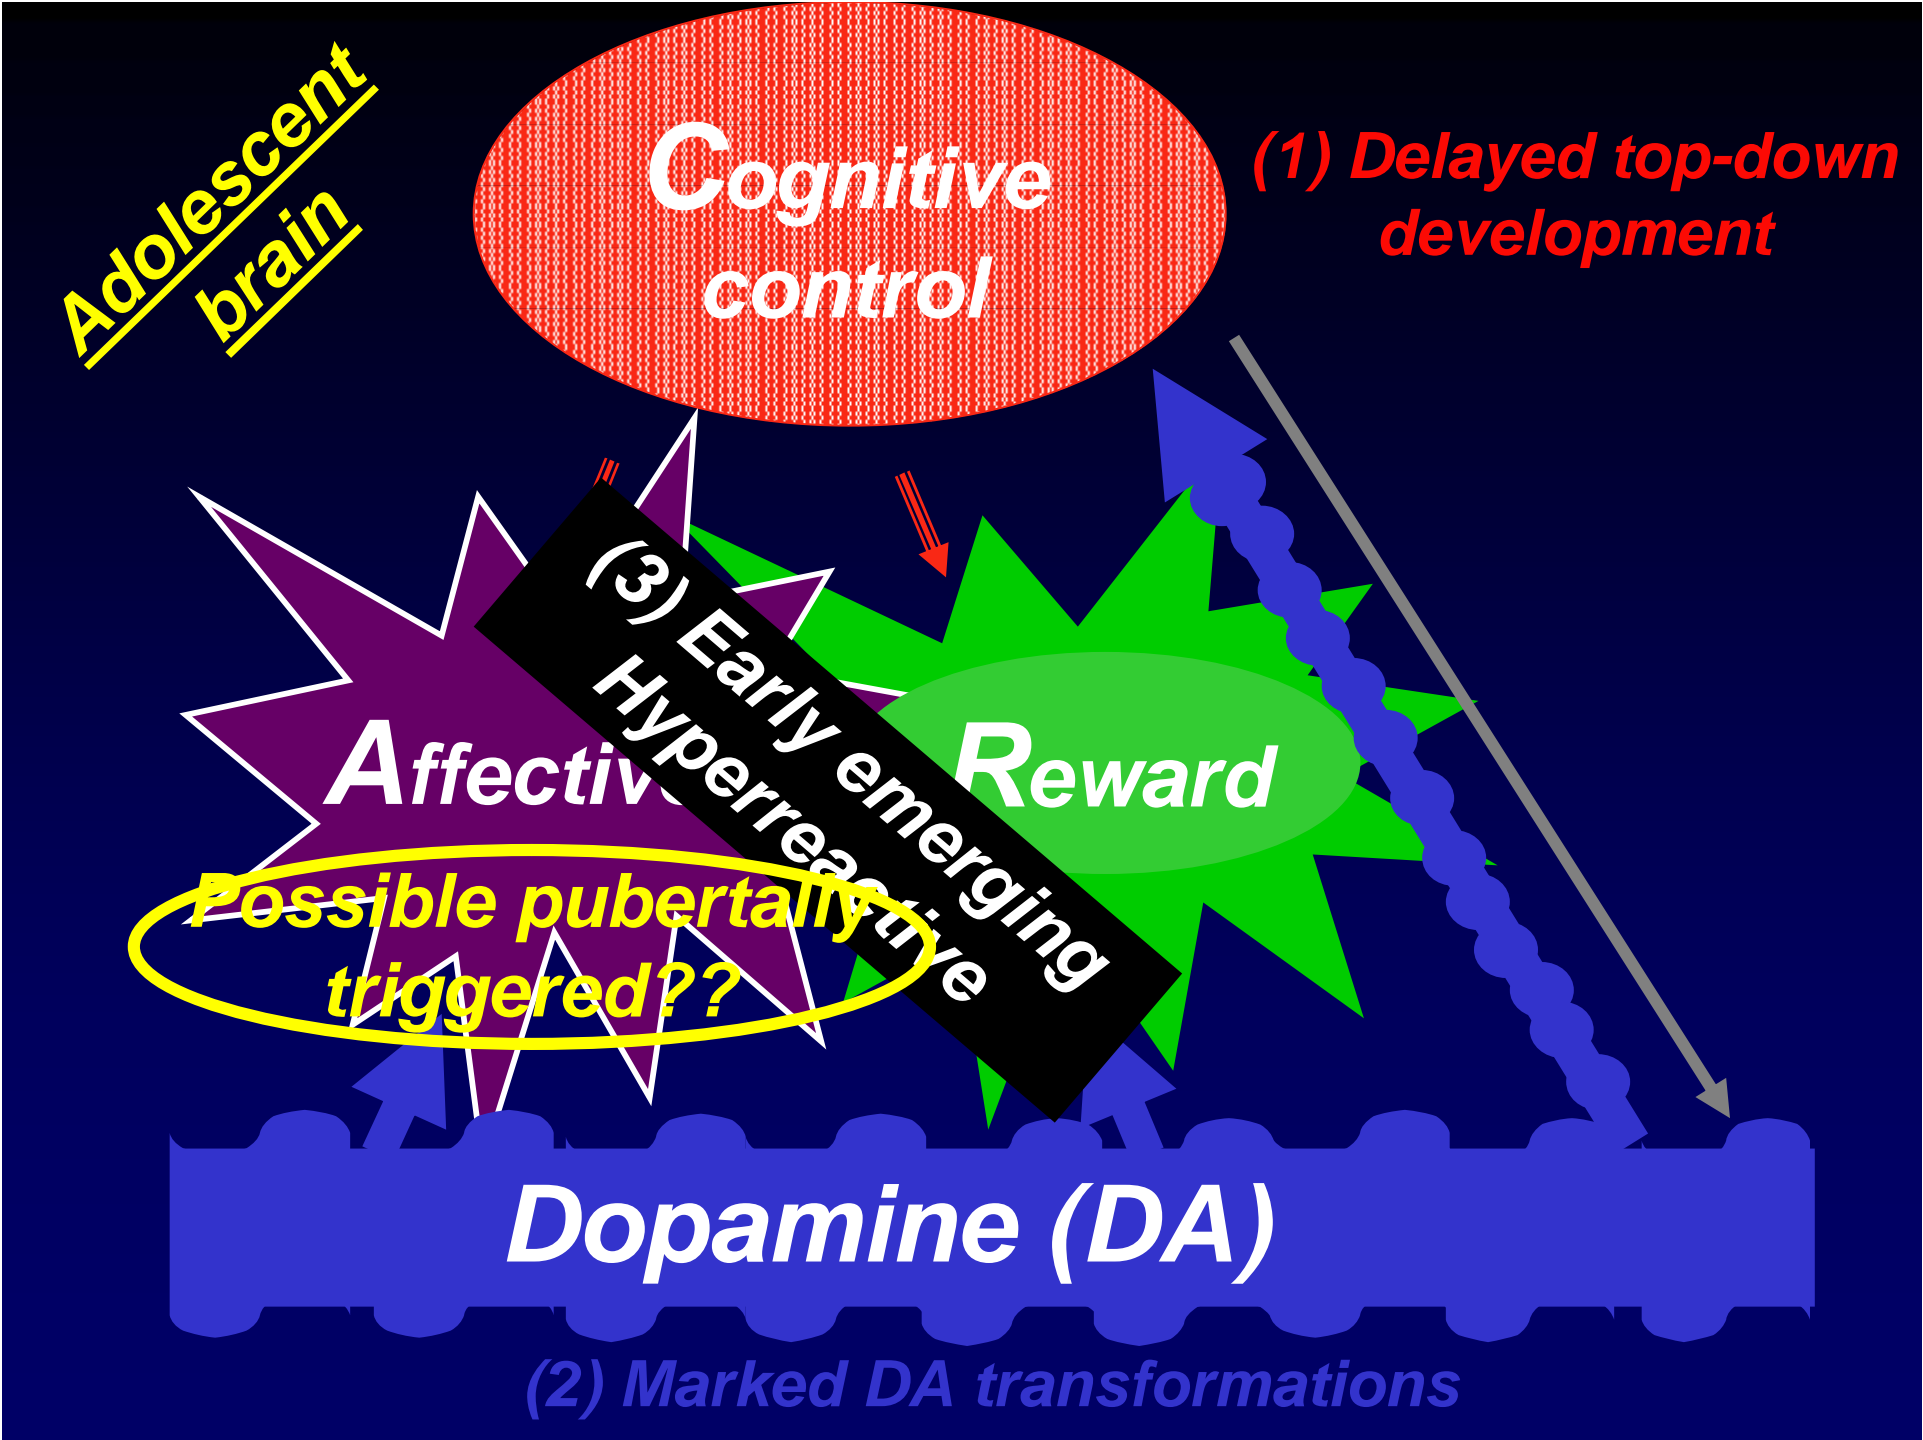 Adolescent
brain
Cognitive
control
(1) Delayed top-down
development
(3) Early emerging
Hyperreactive
Affective
Reward
Possible pubertally
triggered??
Dopamine (DA)
(2) Marked DA transformations